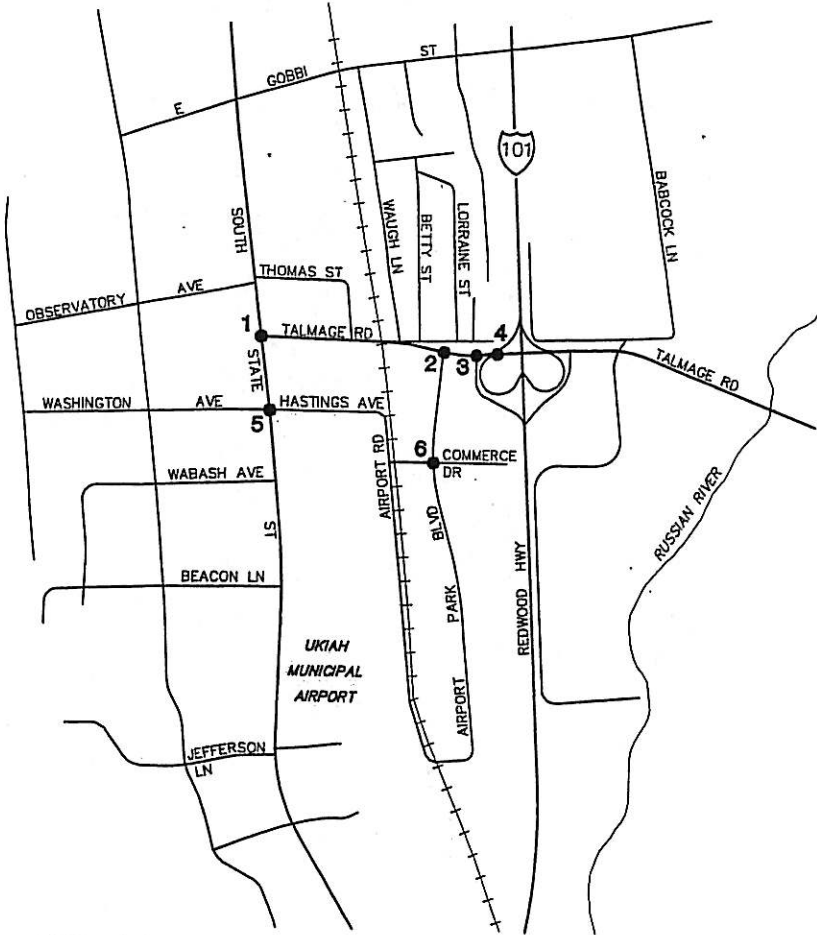 E GOBBI ST
101
SOUTH
WAUGH LN
BETTY ST
LORRAINE ST
BABCOCK LN
THOMAS ST
OBSERVATORY AVE
1
TALMAGE RD
2
3
4
TALMAGE RD
STATE
WASHINGTON AVE
5
HASTINGS AVE
AIRPORT RD
6
COMMERCE
DR
WABASH AVE
ST
BLVD
RUSSIAN RIVER
REDWOOD HWY
BEACON LN
PARK
UKIAH
MUNICIPAL
AIRPORT
AIRPORT
JEFFERSON
LN